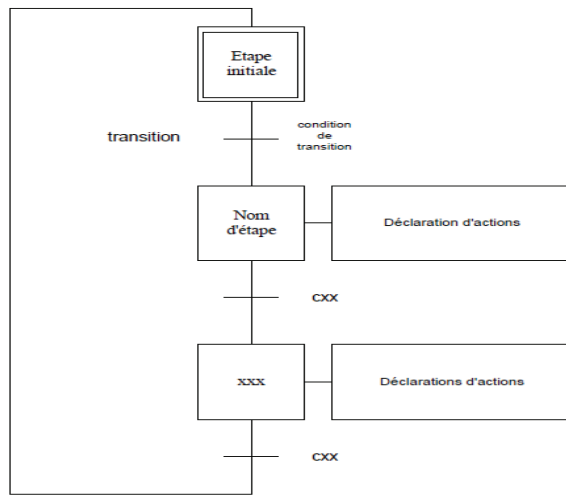 Etape
initiale
transition
condition
de
transition
Nom
d'étape
Déclaration d'actions
cxx
xxx
Déclarations d'actions
cxx